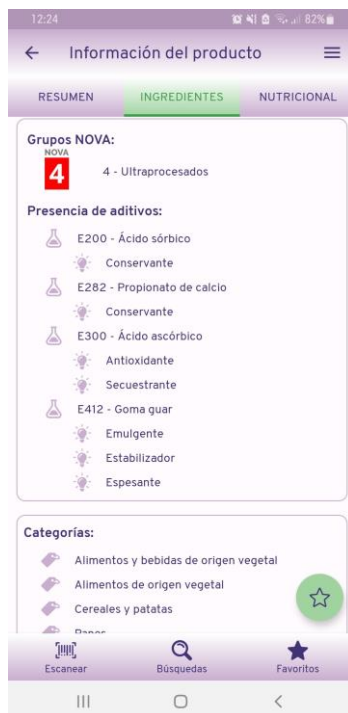 12:24
82%
Información del producto
RESUMEN
INGREDIENTES
NUTRICIONAL
Grupos NOVA:
NOVA
4
4 - Ultraprocesados
Presencia de aditivos:
E200 - Ácido sórbico
Conservante
E282 - Propionato de calcio
Conservante
E300 - Ácido ascórbico
Antioxidante
Secuestrante
E412 - Goma guar
Emulgente
Estabilizador
Espesante
Categorías:
Alimentos y bebidas de origen vegetal
Alimentos de origen vegetal
Cereales y patatas
Panes
Escanear
Búsquedas
Favoritos